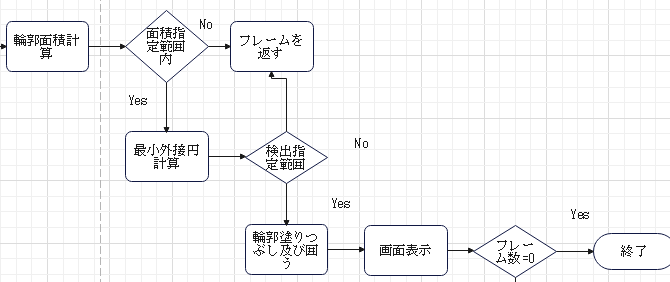 輪郭面積計
算
面積指
定範囲
内
No
フレームを
返す
Yes
最小外接円
計算
検出指
定範囲
No
Yes
輪郭塗りつ
ぶし及び囲
う
画面表示
フレー
ム数=0
Yes
終了